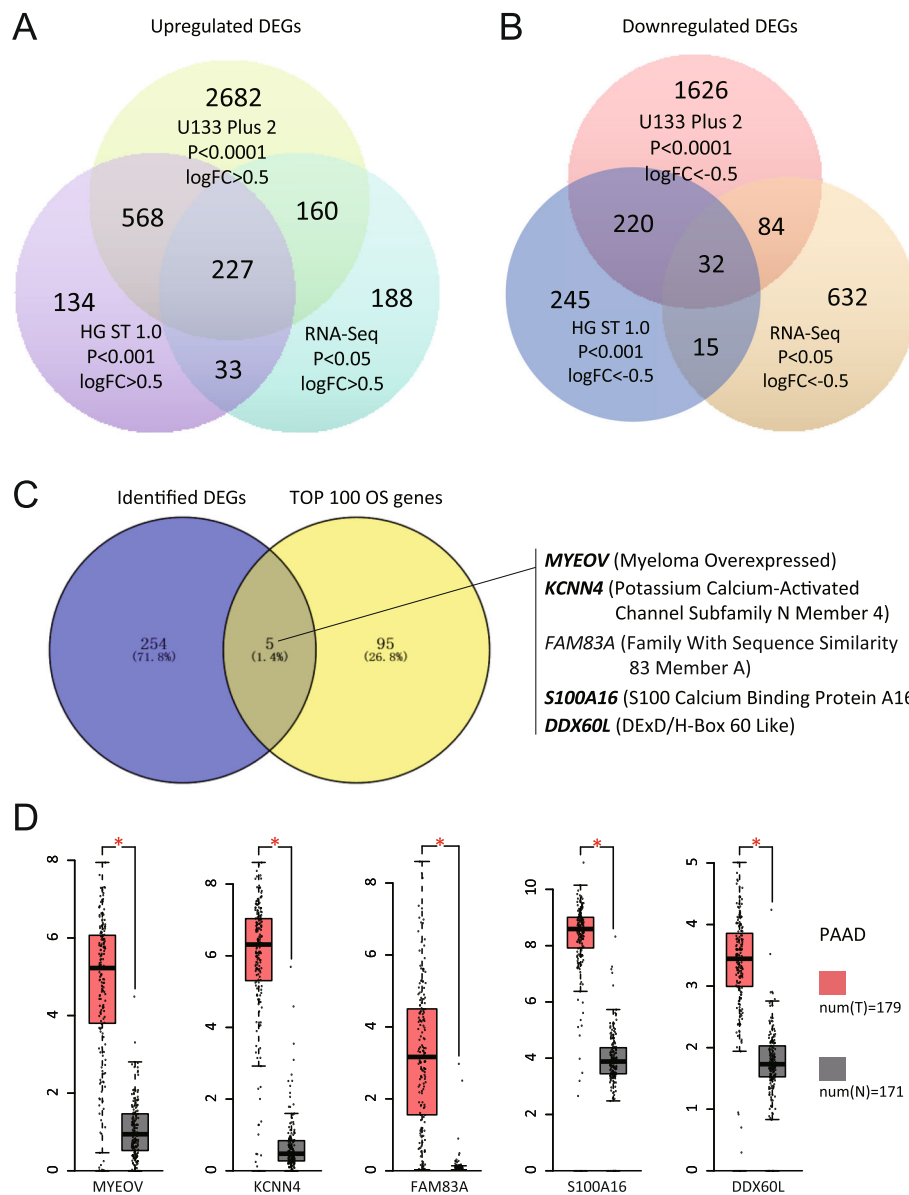 A
Upregulated DEGs
2682
U133 Plus 2
P<0.0001
logFC>0.5
568
160
227
134
188
HG ST 1.0
P<0.001
logFC>0.5
RNA-Seq
P<0.05
logFC>0.5
33
B
Downregulated DEGs
1626
U133 Plus 2
P<0.0001
logFC<-0.5
220
84
32
245
632
HG ST 1.0
P<0.001
logFC<-0.5
RNA-Seq
P<0.05
logFC<-0.5
15
C
Identified DEGs
TOP 100 OS genes
254
(71.8%)
5
(1.4%)
95
(26.8%)
MYEOV (Myeloma Overexpressed)
KCNN4 (Potassium Calcium-Activated
Channel Subfamily N Member 4)
FAM83A (Family With Sequence Similarity
83 Member A)
S100A16 (S100 Calcium Binding Protein A16
DDX60L (DExD/H-Box 60 Like)
D
*
8
6
4
2
0
MYEOV
*
8
6
4
2
0
KCNN4
*
8
6
4
2
0
FAM83A
*
10
8
6
4
2
0
S100A16
*
5
4
3
2
1
0
DDX60L
PAAD
num(T)=179
num(N)=171